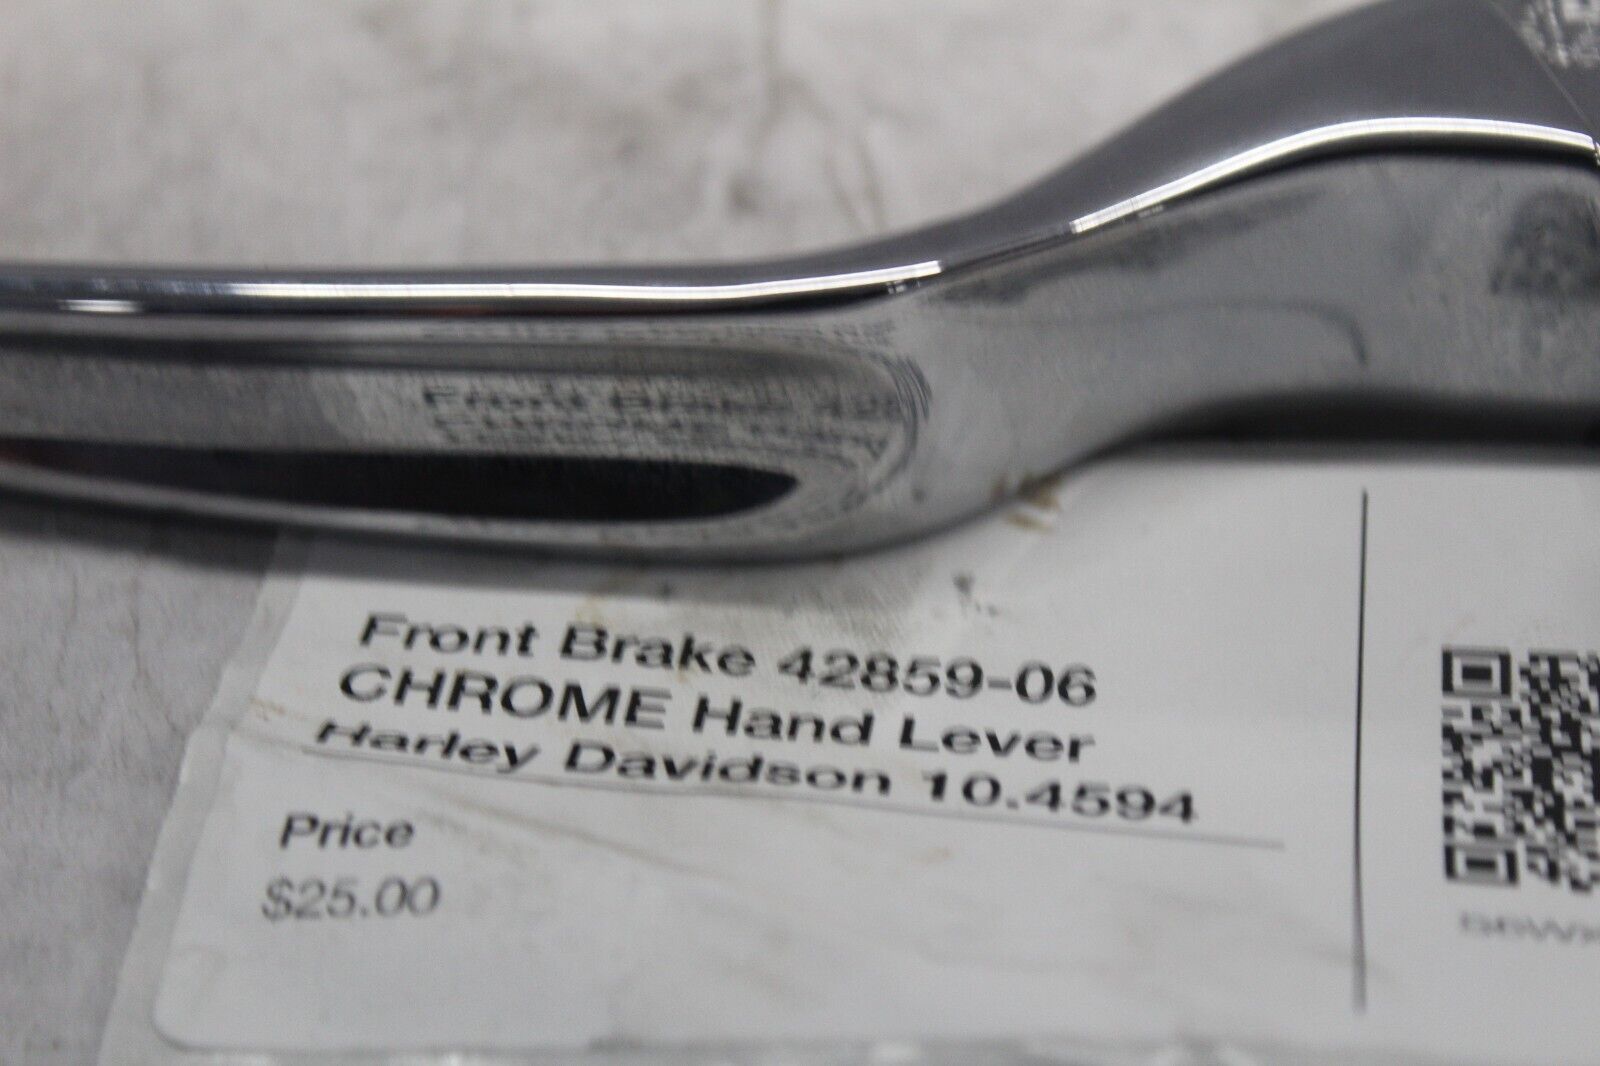 Front Brake 42859-06
CHROME Hand Lever
Harley Davidson 10.4594
Price
$25.00